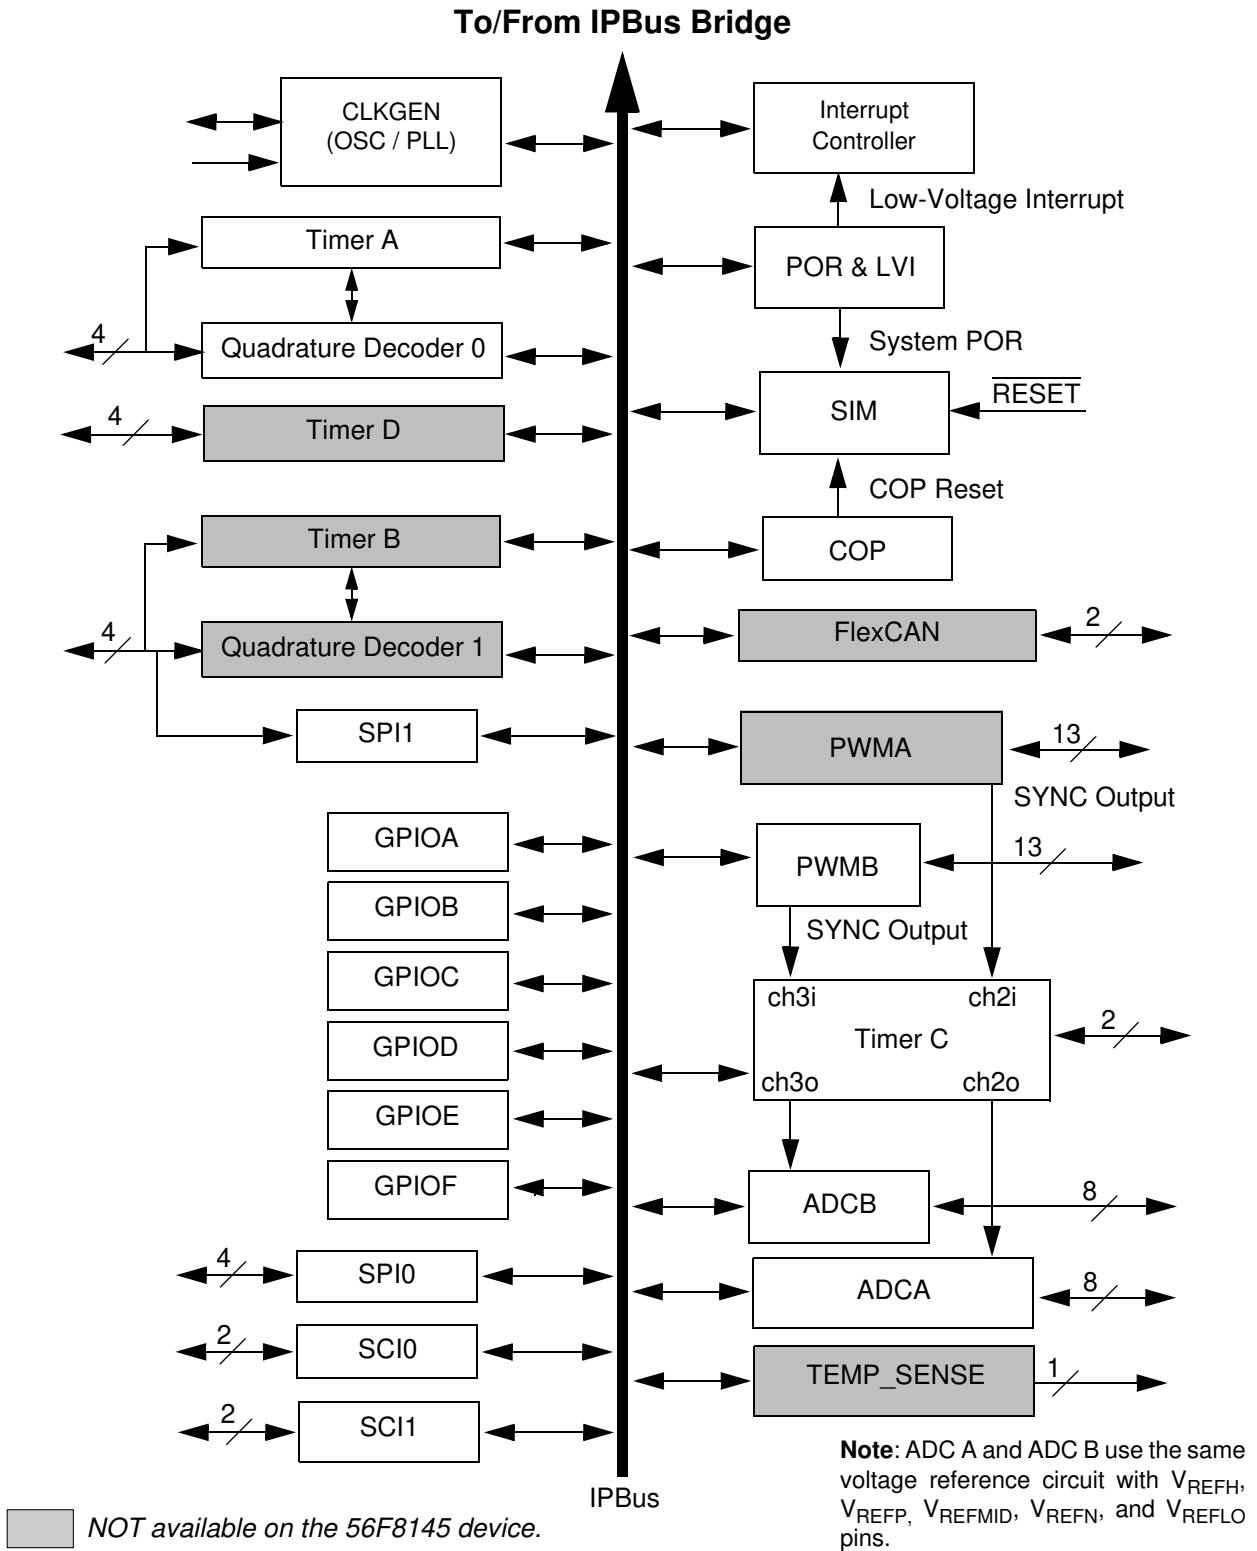 To/From IPBus Bridge
CLKGEN
(OSC / PLL)
Interrupt
Controller
Low-Voltage Interrupt
Timer A
POR & LVI
4
Quadrature Decoder 0
System POR
RESET
SIM
4
Timer D
COP Reset
Timer B
COP
4
Quadrature Decoder 1
FlexCAN
2
SPI1
PWMA
13
SYNC Output
GPIOA
PWMB
13
GPIOB
SYNC Output
GPIOC
ch3i
ch2i
Timer C
2
GPIOD
ch3o
ch2o
GPIOE
GPIOF
ADCB
8
4
SPI0
ADCA
8
2
SCI0
TEMP_SENSE
1
2
SCI1
IPBus
Note: ADC A and ADC B use the same
voltage reference circuit with VREFH,
VREFP, VREFMID, VREFN, and VREFLO
pins.
NOT available on the 56F8145 device.